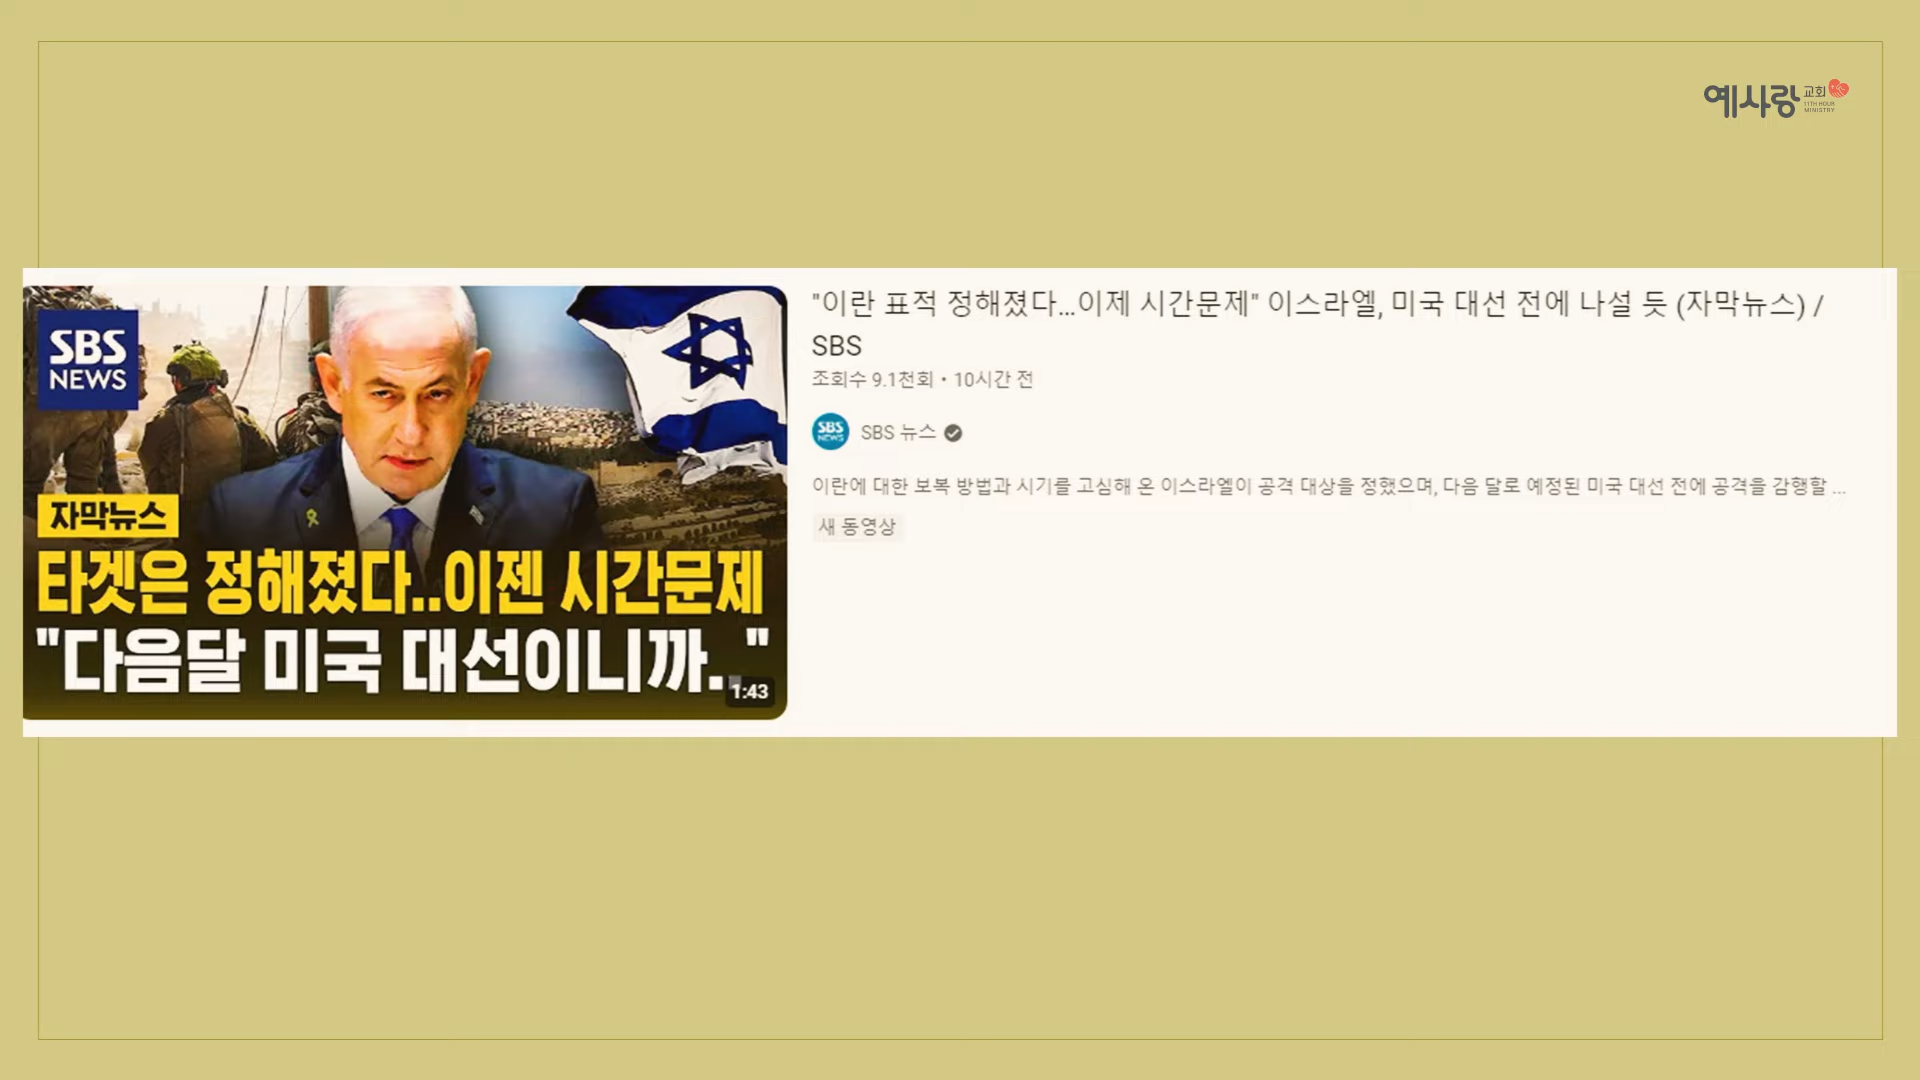 예사랑 교회
11TH HOUR
MINISTRY
SBS
NEWS
자막뉴스
타겟은 정해졌다..이젠 시간문제
"다음달 미국 대선이니까.."
1:43
"이란 표적 정해졌다...이제 시간문제" 이스라엘, 미국 대선 전에 나설 듯 (자막뉴스) /
SBS
조회수 9.1천회 • 10시간 전
SBS
NEWS
SBS 뉴스
이란에 대한 보복 방법과 시기를 고심해 온 이스라엘이 공격 대상을 정했으며, 다음 달로 예정된 미국 대선 전에 공격을 감행할 ...
새 동영상